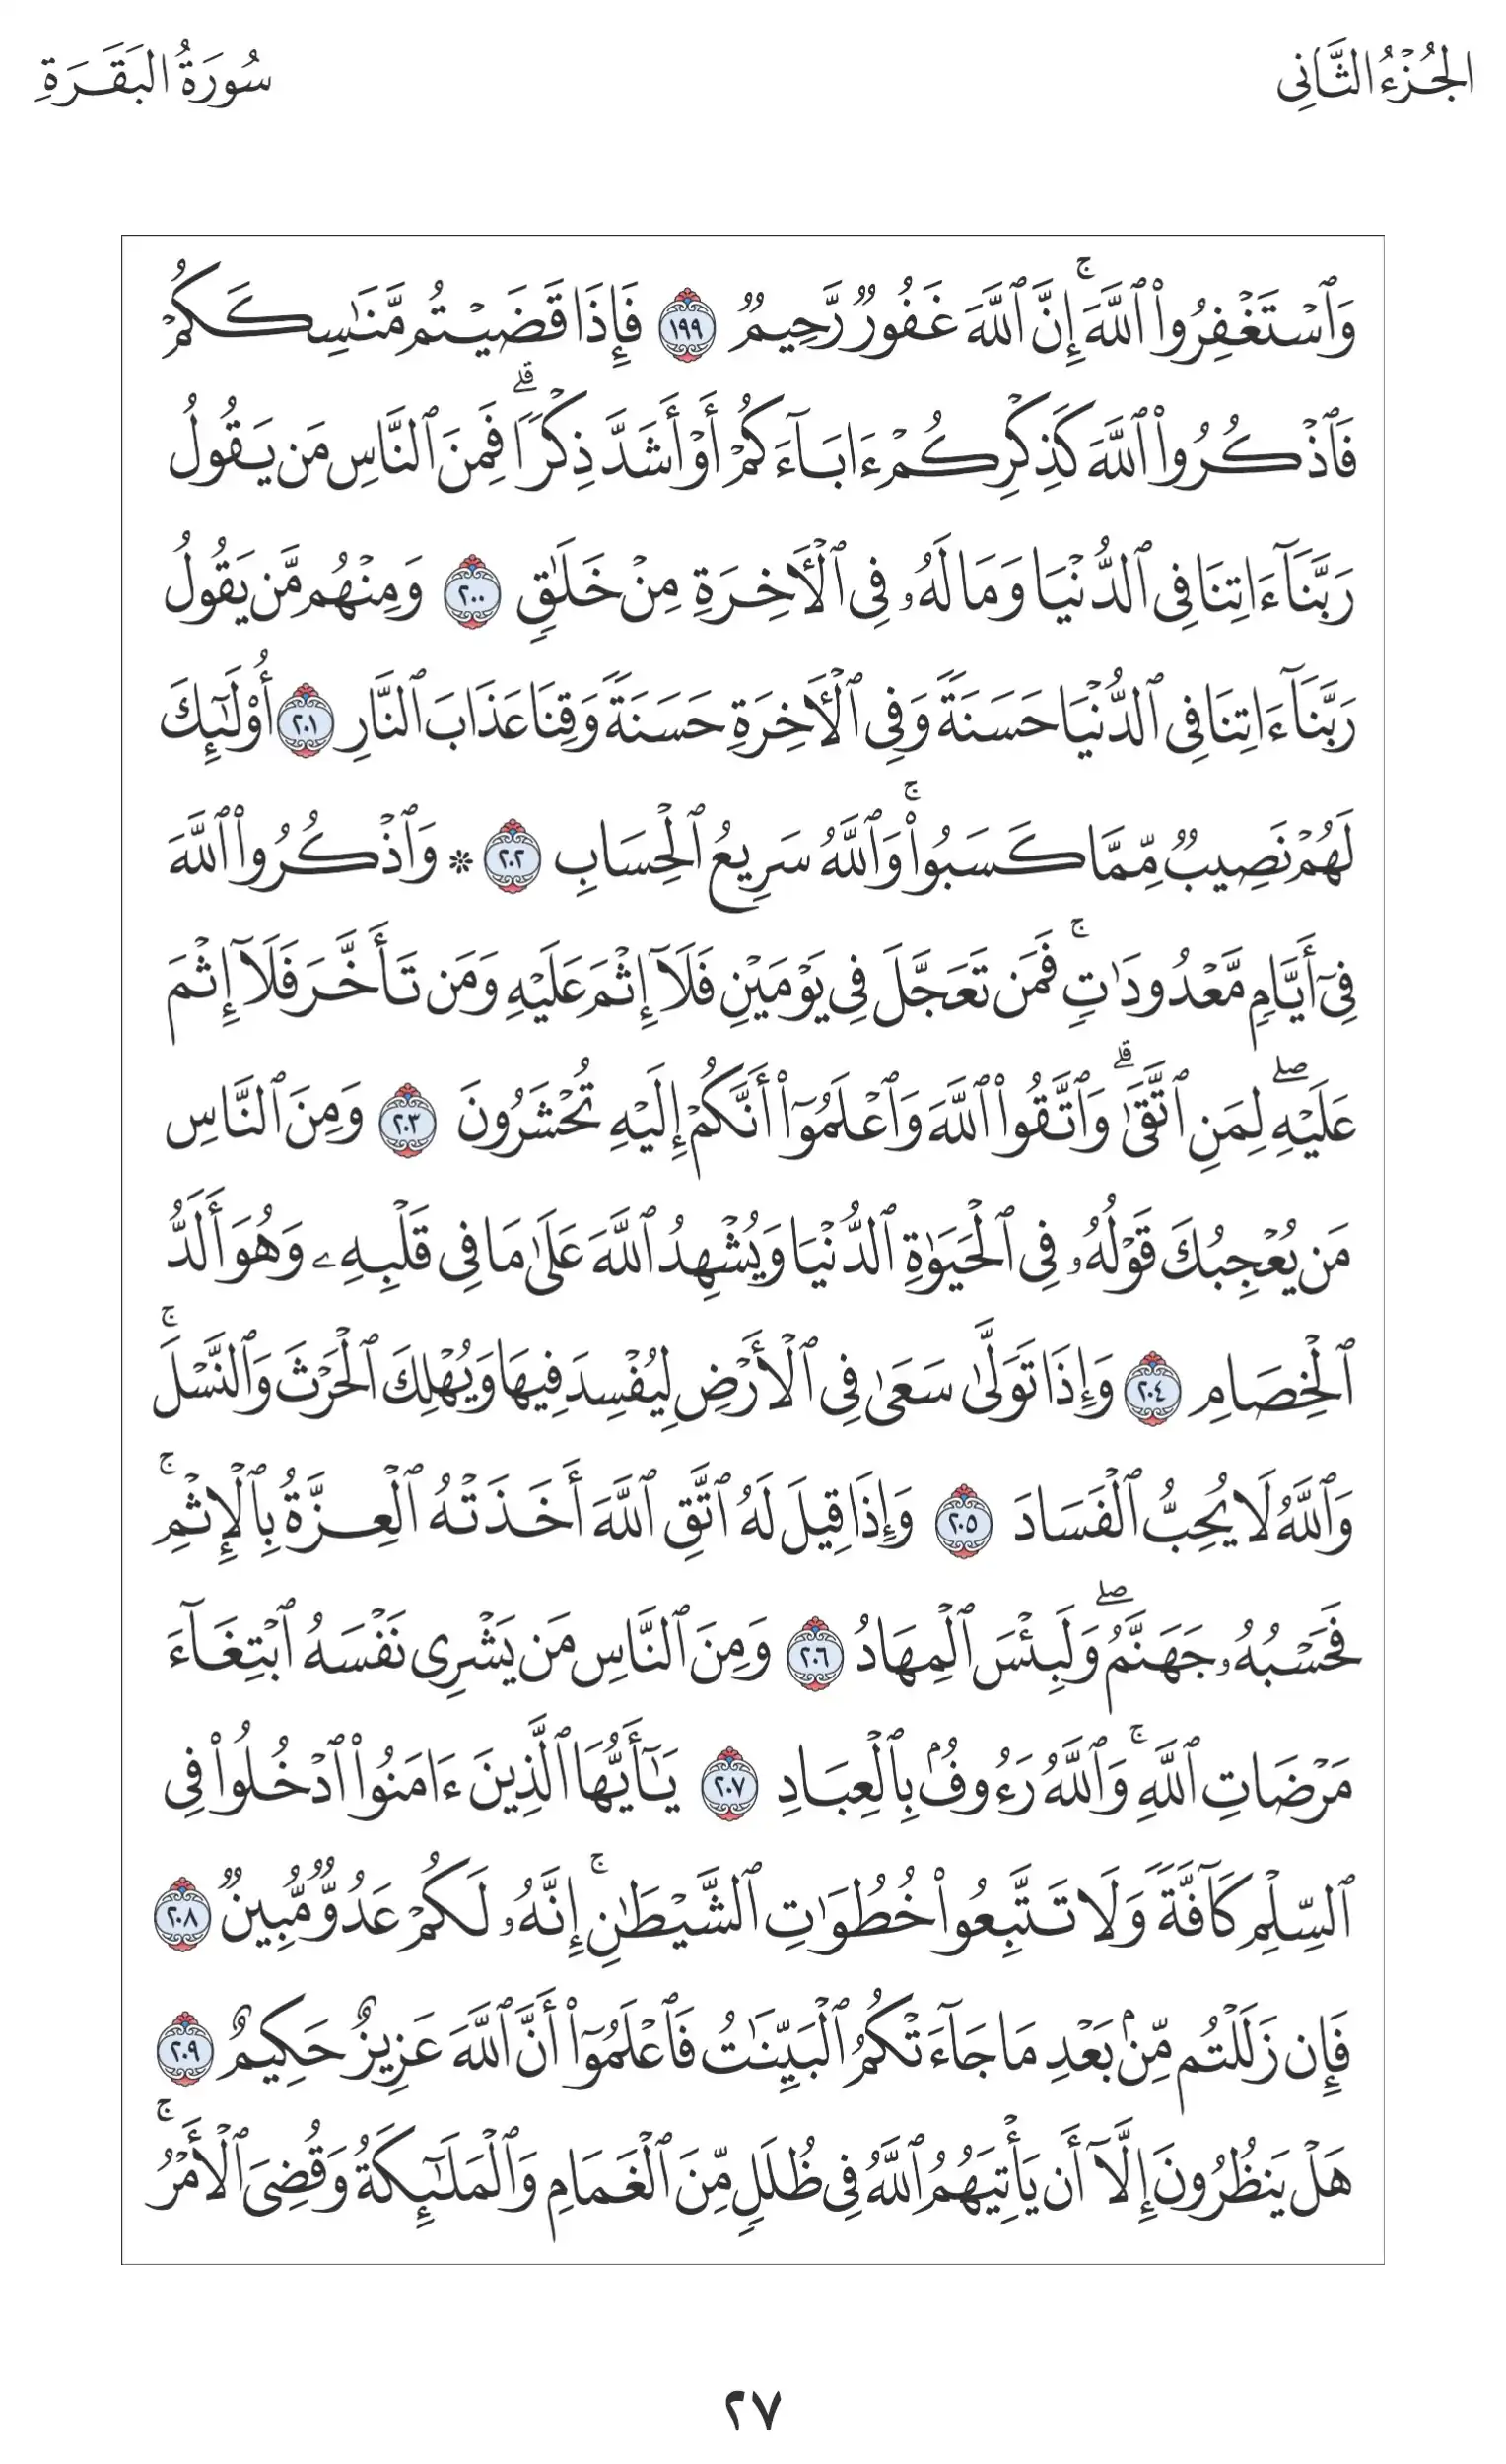 الجُزْءُ الثَّانِي
سُورَةُ البَقَرَةِ
وَٱسْتَغْفِرُوا۟ ٱللَّهَ ۚ إِنَّ ٱللَّهَ غَفُورٌ رَّحِيمٌ ١٩٩ فَإِذَا قَضَيْتُم مَّنَـٰسِكَكُمْ
فَٱذْكُرُوا۟ ٱللَّهَ كَذِكْرِكُمْ ءَابَآءَكُمْ أَوْ أَشَدَّ ذِكْرًا ۗ فَمِنَ ٱلنَّاسِ مَن يَقُولُ
رَبَّنَآ ءَاتِنَا فِى ٱلدُّنْيَا وَمَا لَهُۥ فِى ٱلْـَٔاخِرَةِ مِنْ خَلَـٰقٍ ٢٠٠ وَمِنْهُم مَّن يَقُولُ
رَبَّنَآ ءَاتِنَا فِى ٱلدُّنْيَا حَسَنَةً وَفِى ٱلْـَٔاخِرَةِ حَسَنَةً وَقِنَا عَذَابَ ٱلنَّارِ ٢٠١ أُو۟لَـٰٓئِكَ
لَهُمْ نَصِيبٌ مِّمَّا كَسَبُوا۟ ۚ وَٱللَّهُ سَرِيعُ ٱلْحِسَابِ ٢٠٢ * وَٱذْكُرُوا۟ ٱللَّهَ
فِىٓ أَيَّامٍ مَّعْدُودَٰتٍ ۚ فَمَن تَعَجَّلَ فِى يَوْمَيْنِ فَلَآ إِثْمَ عَلَيْهِ وَمَن تَأَخَّرَ فَلَآ إِثْمَ
عَلَيْهِ ۖ لِمَنِ ٱتَّقَىٰ ۗ وَٱتَّقُوا۟ ٱللَّهَ وَٱعْلَمُوٓا۟ أَنَّكُمْ إِلَيْهِ تُحْشَرُونَ ٢٠٣ وَمِنَ ٱلنَّاسِ
مَن يُعْجِبُكَ قَوْلُهُۥ فِى ٱلْحَيَوٰةِ ٱلدُّنْيَا وَيُشْهِدُ ٱللَّهَ عَلَىٰ مَا فِى قَلْبِهِۦ وَهُوَ أَلَدُّ
ٱلْخِصَامِ ٢٠٤ وَإِذَا تَوَلَّىٰ سَعَىٰ فِى ٱلْأَرْضِ لِيُفْسِدَ فِيهَا وَيُهْلِكَ ٱلْحَرْثَ وَٱلنَّسْلَ ۚ
وَٱللَّهُ لَا يُحِبُّ ٱلْفَسَادَ ٢٠٥ وَإِذَا قِيلَ لَهُ ٱتَّقِ ٱللَّهَ أَخَذَتْهُ ٱلْعِزَّةُ بِٱلْإِثْمِ ۚ
فَحَسْبُهُۥ جَهَنَّمُ ۖ وَلَبِئْسَ ٱلْمِهَادُ ٢٠٦ وَمِنَ ٱلنَّاسِ مَن يَشْرِى نَفْسَهُ ٱبْتِغَآءَ
مَرْضَاتِ ٱللَّهِ ۚ وَٱللَّهُ رَءُوفٌۢ بِٱلْعِبَادِ ٢٠٧ يَـٰٓأَيُّهَا ٱلَّذِينَ ءَامَنُوا۟ ٱدْخُلُوا۟ فِى
ٱلسِّلْمِ كَآفَّةً وَلَا تَتَّبِعُوا۟ خُطُوَٰتِ ٱلشَّيْطَـٰنِ ۚ إِنَّهُۥ لَكُمْ عَدُوٌّ مُّبِينٌ ٢٠٨
فَإِن زَلَلْتُم مِّنۢ بَعْدِ مَا جَآءَتْكُمُ ٱلْبَيِّنَـٰتُ فَٱعْلَمُوٓا۟ أَنَّ ٱللَّهَ عَزِيزٌ حَكِيمٌ ٢٠٩
هَلْ يَنظُرُونَ إِلَّآ أَن يَأْتِيَهُمُ ٱللَّهُ فِى ظُلَلٍ مِّنَ ٱلْغَمَامِ وَٱلْمَلَـٰٓئِكَةُ وَقُضِىَ ٱلْأَمْرُ ۚ
٢٧